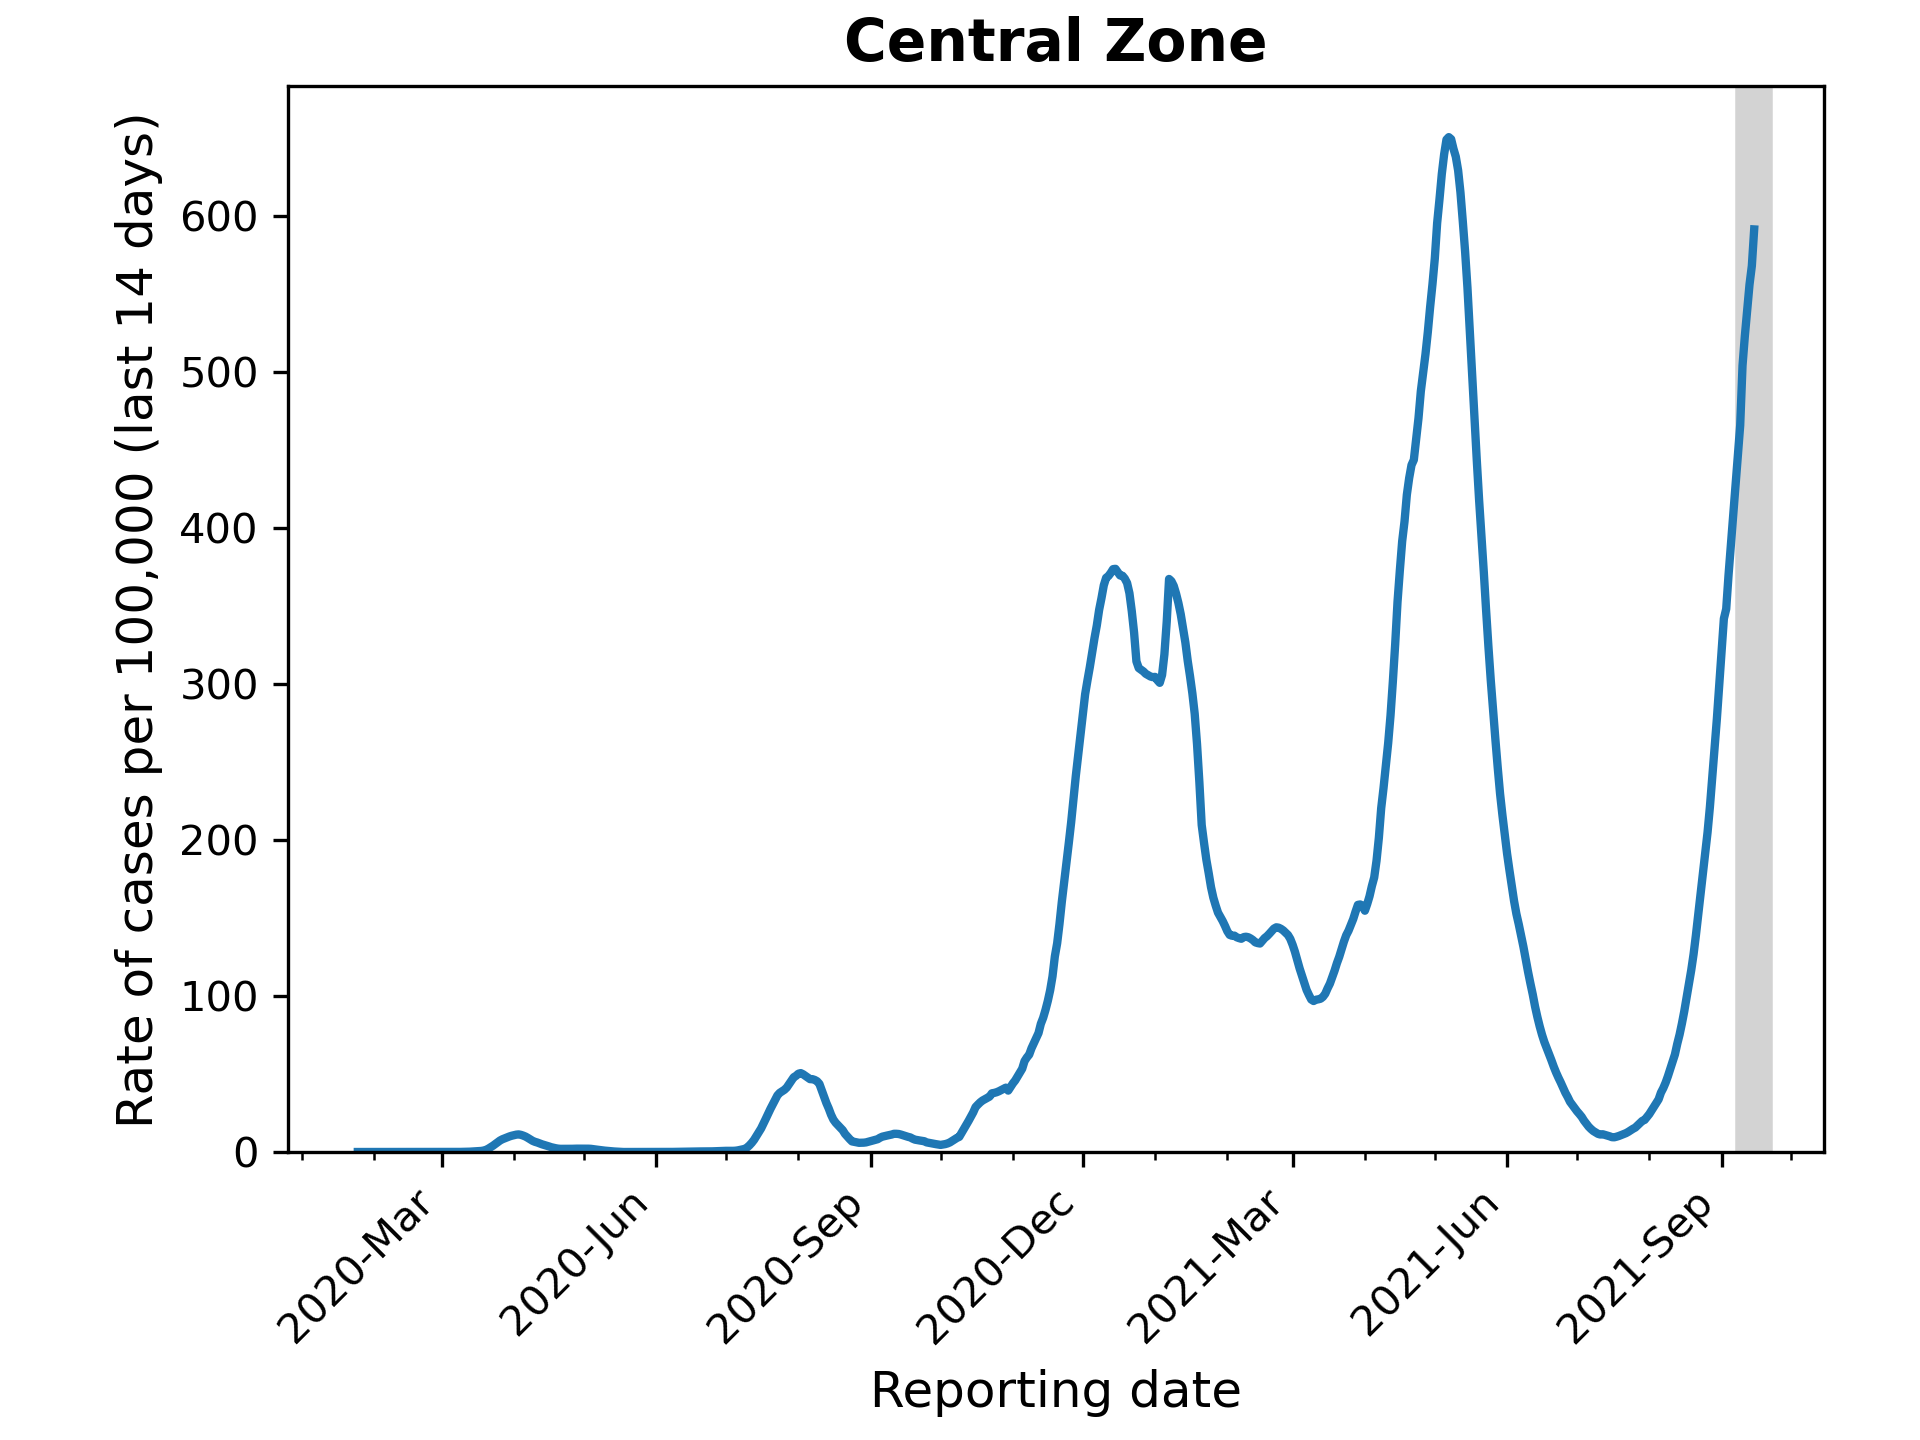 Central Zone
Rate of cases per 100,000 (last 14 days)
600
500
400
300
200
100
0
2020-Mar
2020-Jun
2020-Sep
2020-Dec
2021-Mar
2021-Jun
2021-Sep
Reporting date